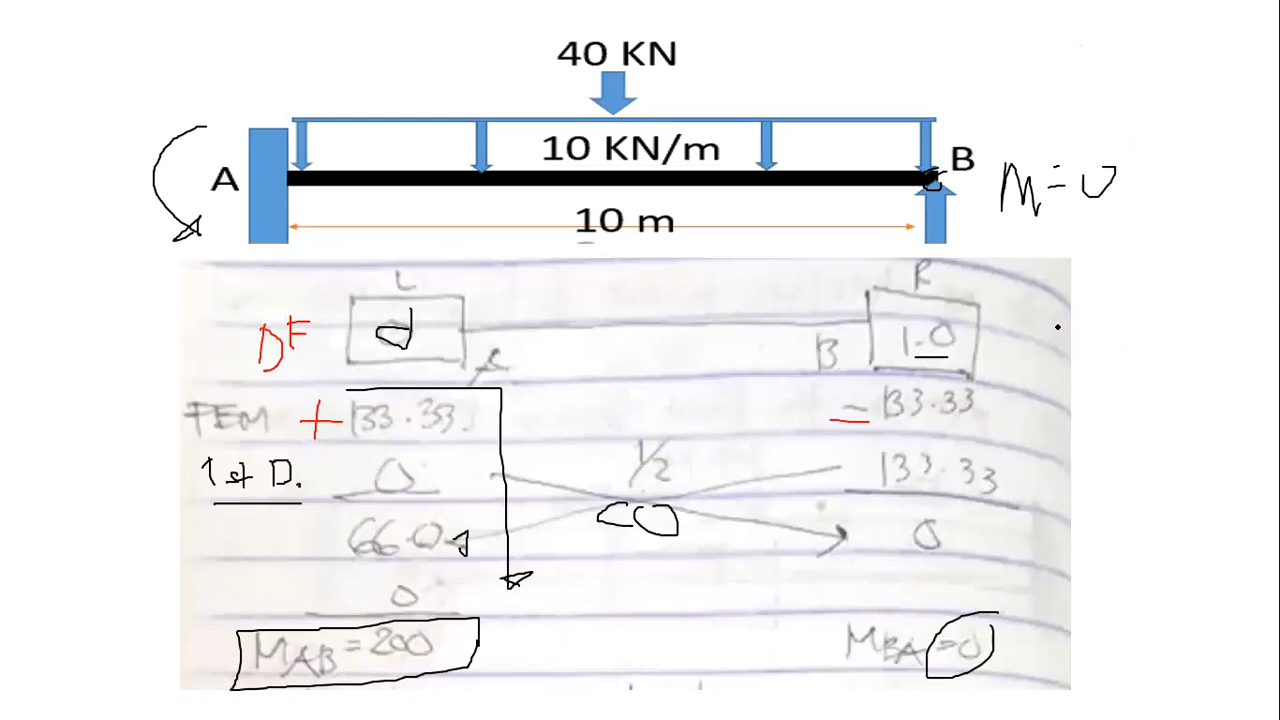 40 KN
10 KN/m
A
B
M=0
10 m
L
R
DF
0
1.0
A
B
FEM
+133.33
-133.33
1st D.
0
1/2
133.33
CO
66.0
0
0
MAB=200
MBA=0